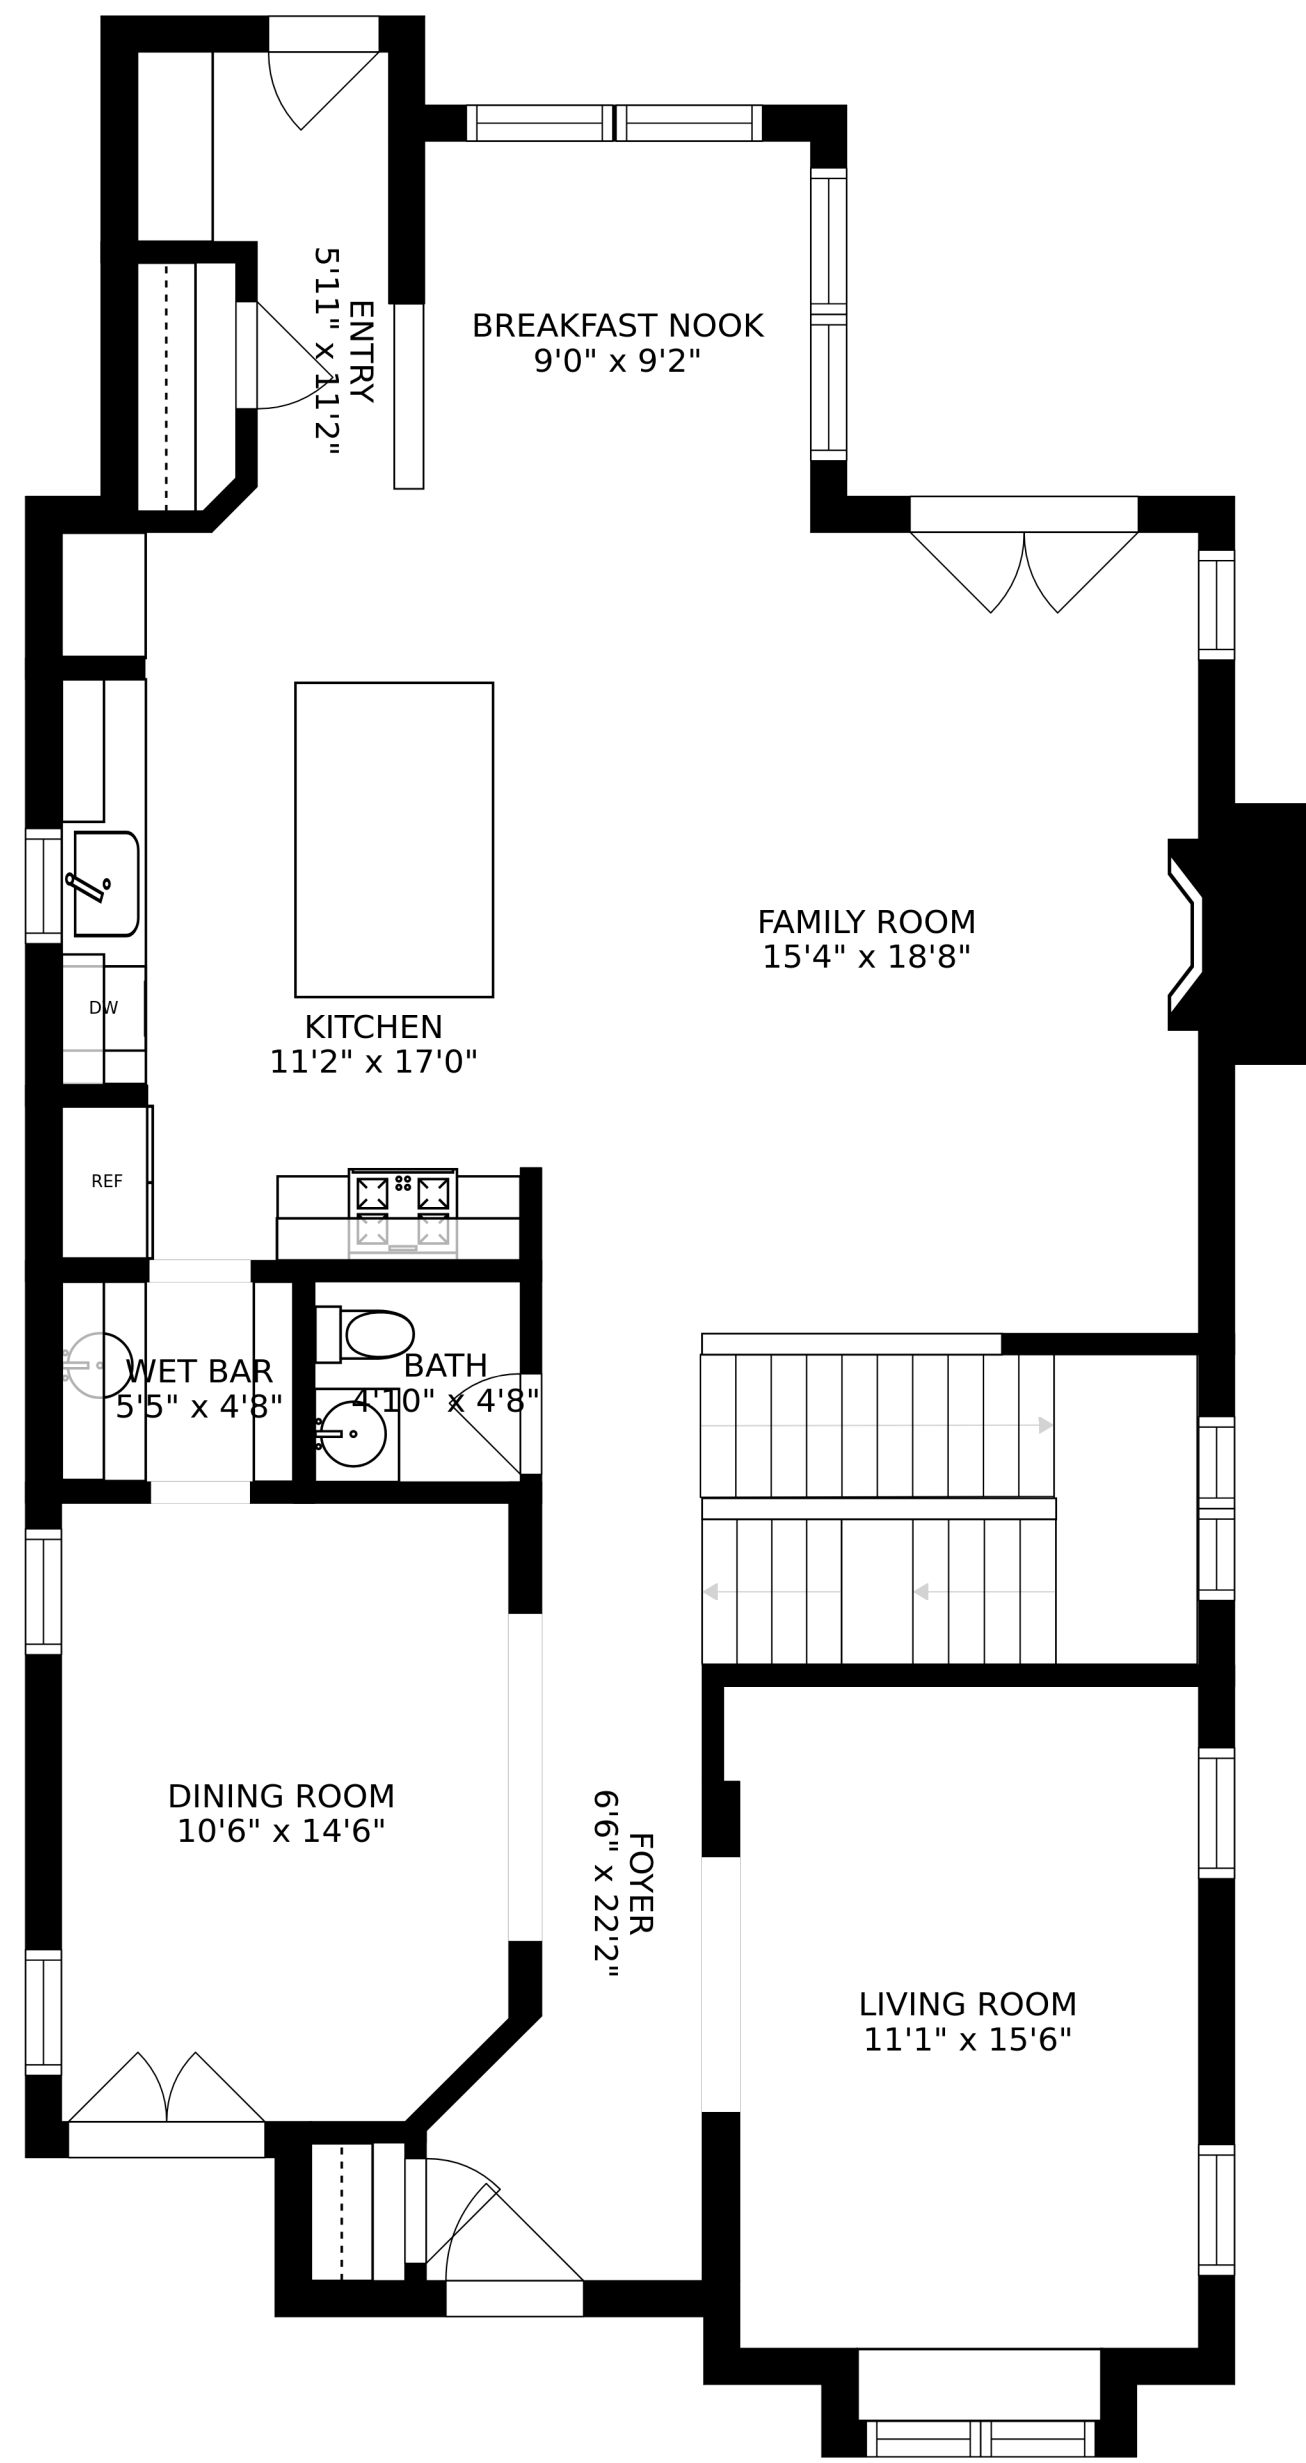 ENTRY
5'11" x 11'2"
BREAKFAST NOOK
9'0" x 9'2"
FAMILY ROOM
15'4" x 18'8"
DW
KITCHEN
11'2" x 17'0"
REF
WET BAR
5'5" x 4'8"
BATH
4'10" x 4'8"
DINING ROOM
10'6" x 14'6"
FOYER
6'6" x 22'2"
LIVING ROOM
11'1" x 15'6"